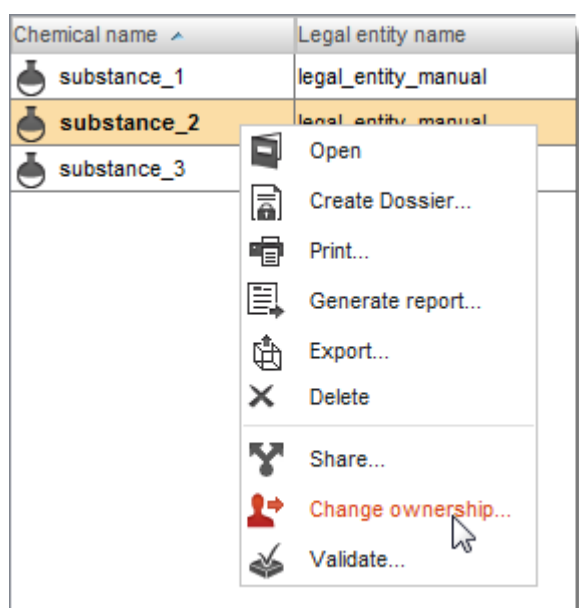 Chemical name Legal entity name
substance_1 legal_entity_manual
substance_2 legal_entity_manual
substance_3
Open
Create Dossier...
Print...
Generate report...
Export...
Delete
Share...
Change ownership...
Validate...